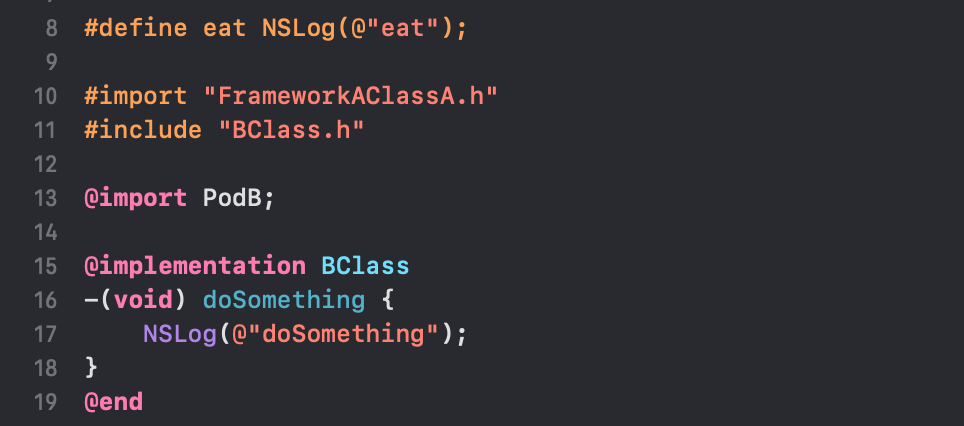 8 #define eat NSLog(@"eat");
9
10 #import "FrameworkAClassA.h"
11 #include "BClass.h"
12
13 @import PodB;
14
15 @implementation BClass
16 -(void) doSomething {
17     NSLog(@"doSomething");
18 }
19 @end